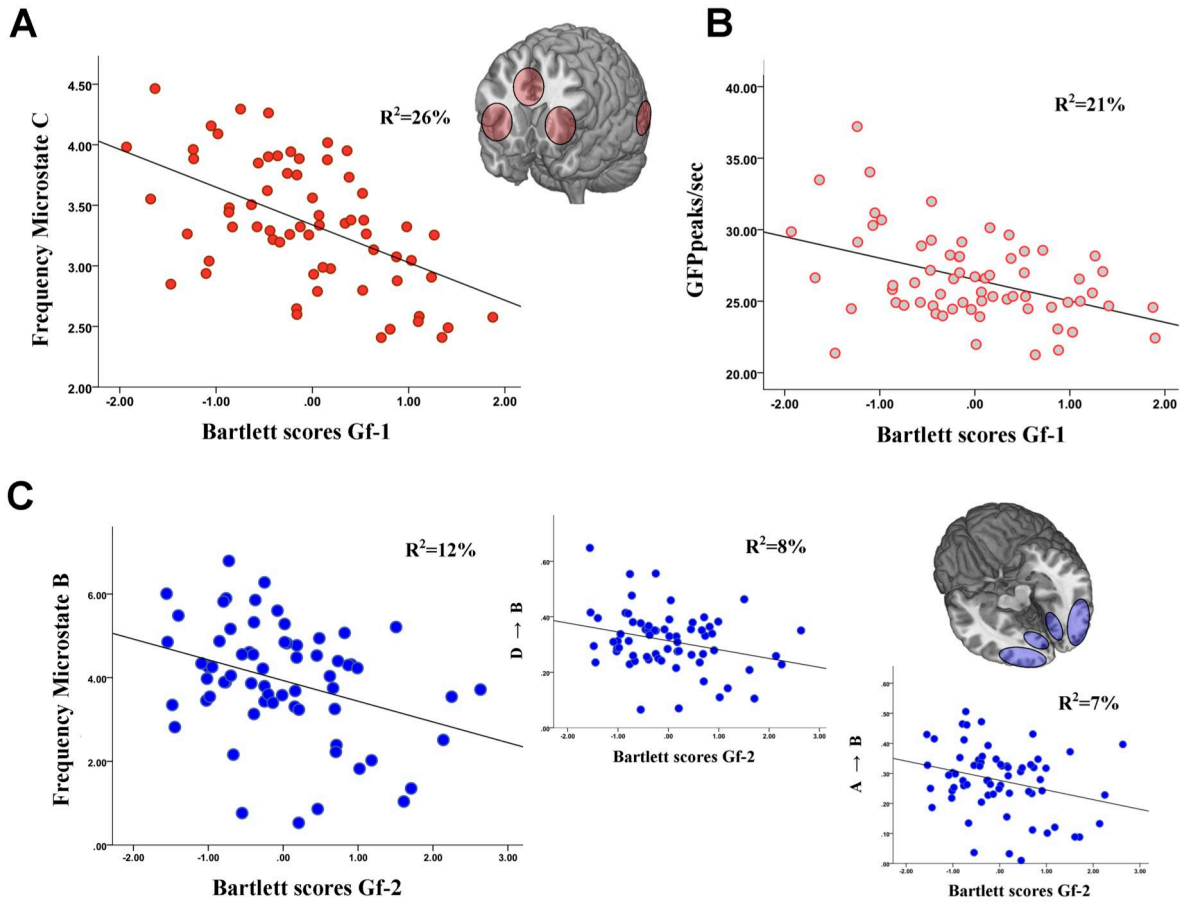 A
Frequency Microstate C
4.50
4.00
3.50
3.00
2.50
2.00
R²=26%
-2.00 -1.00 .00 1.00 2.00
Bartlett scores Gf-1
B
GFPpeaks/sec
40.00
35.00
30.00
25.00
20.00
R²=21%
-2.00 -1.00 .00 1.00 2.00
Bartlett scores Gf-1
C
Frequency Microstate B
6.00
4.00
2.00
.00
R²=12%
-2.00 -1.00 .00 1.00 2.00 3.00
Bartlett scores Gf-2
D → B
.60
.40
.20
.00
R²=8%
-2.00 -1.00 .00 1.00 2.00 3.00
Bartlett scores Gf-2
A → B
.60
.50
.40
.30
.20
.10
.00
R²=7%
-2.00 -1.00 .00 1.00 2.00 3.00
Bartlett scores Gf-2